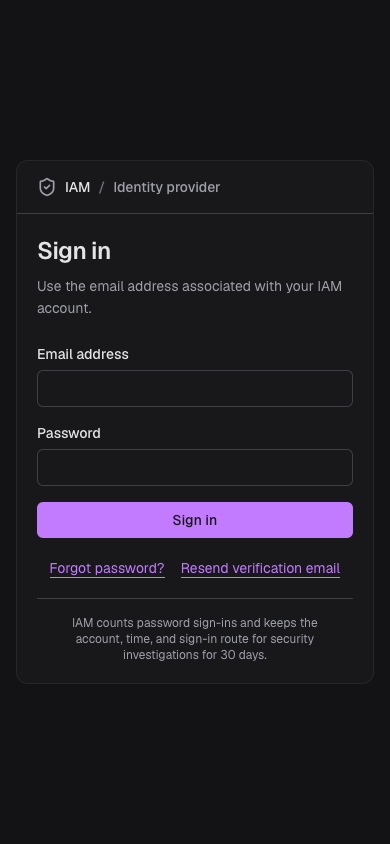 IAM / Identity provider
Sign in
Use the email address associated with your IAM
account.
Email address
Password
Sign in
Forgot password? Resend verification email
IAM counts password sign-ins and keeps the
account, time, and sign-in route for security
investigations for 30 days.